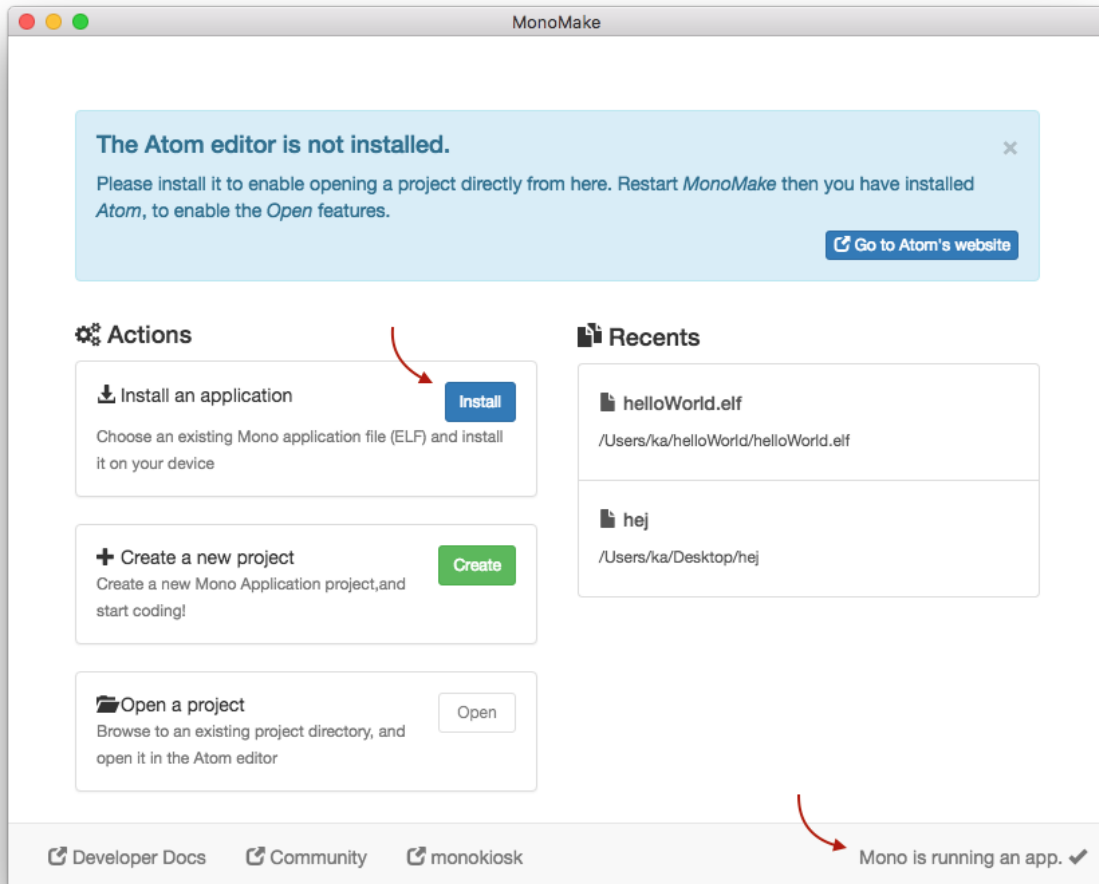 MonoMake
The Atom editor is not installed.
×
Please install it to enable opening a project directly from here. Restart MonoMake then you have installed
Atom, to enable the Open features.
Go to Atom's website
Actions
Install an application
Install
Choose an existing Mono application file (ELF) and install
it on your device
Create a new project
Create
Create a new Mono Application project,and
start coding!
Open a project
Open
Browse to an existing project directory, and
open it in the Atom editor
Recents
helloWorld.elf
/Users/ka/helloWorld/helloWorld.elf
hej
/Users/ka/Desktop/hej
Developer Docs
Community
monokiosk
Mono is running an app.